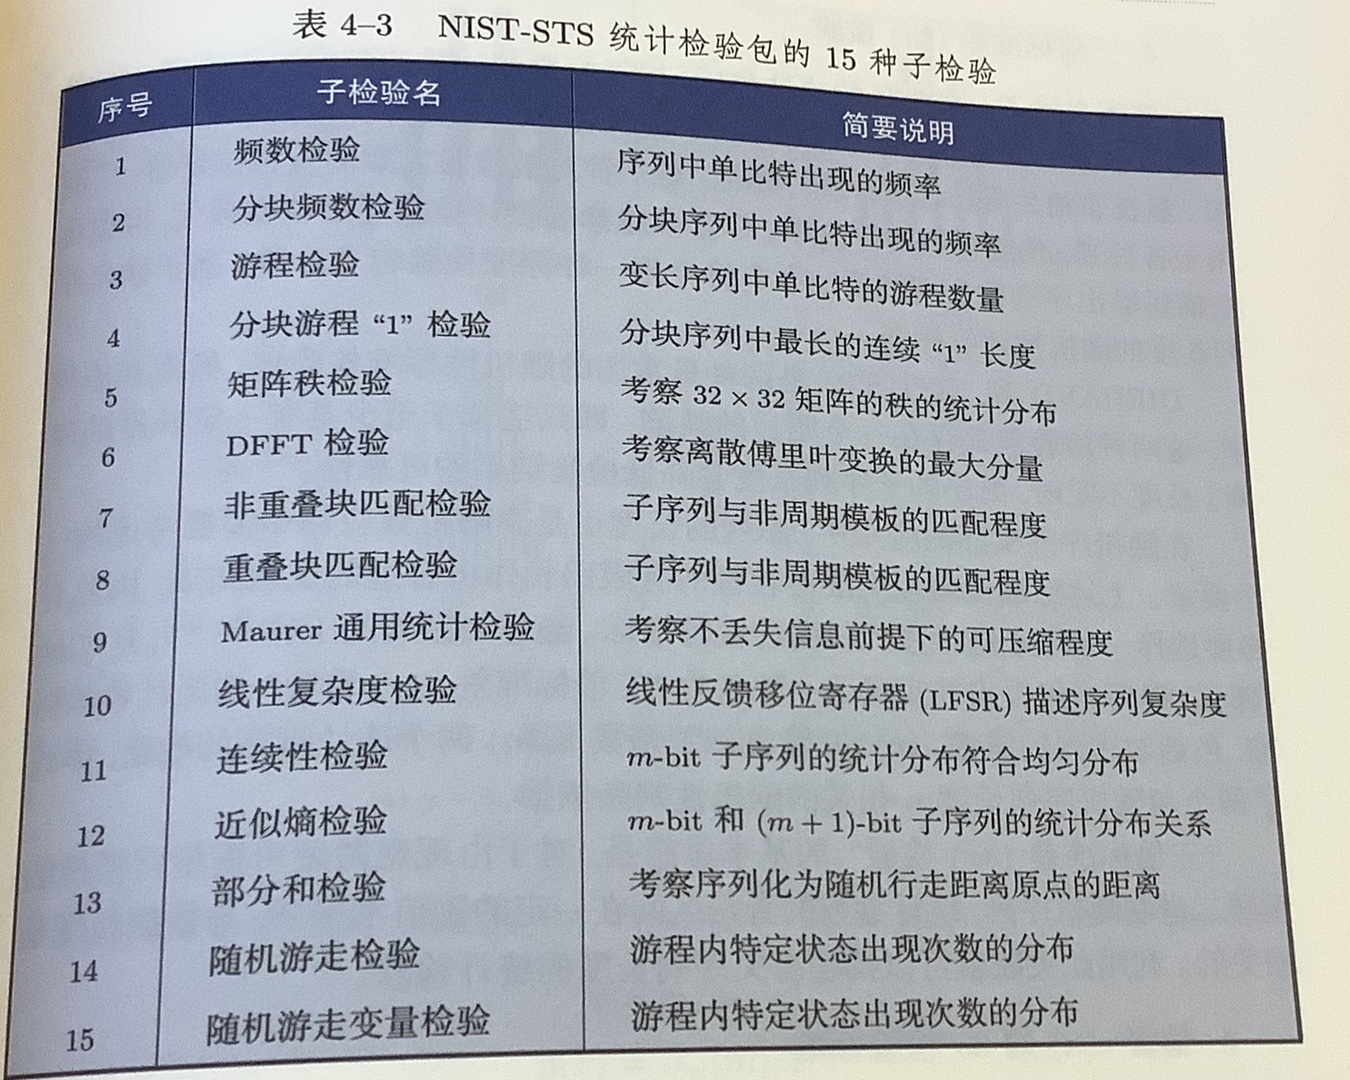 表 4–3 NIST-STS 统计检验包的 15 种子检验
序号 子检验名 简要说明
1 频数检验 序列中单比特出现的频率
2 分块频数检验 分块序列中单比特出现的频率
3 游程检验 变长序列中单比特的游程数量
4 分块游程 “1” 检验 分块序列中最长的连续 “1” 长度
5 矩阵秩检验 考察 32 × 32 矩阵的秩的统计分布
6 DFFT 检验 考察离散傅里叶变换的最大分量
7 非重叠块匹配检验 子序列与非周期模板的匹配程度
8 重叠块匹配检验 子序列与非周期模板的匹配程度
9 Maurer 通用统计检验 考察不丢失信息前提下的可压缩程度
10 线性复杂度检验 线性反馈移位寄存器 (LFSR) 描述序列复杂度
11 连续性检验 m-bit 子序列的统计分布符合均匀分布
12 近似熵检验 m-bit 和 (m + 1)-bit 子序列的统计分布关系
13 部分和检验 考察序列化为随机行走距离原点的距离
14 随机游走检验 游程内特定状态出现次数的分布
15 随机游走变量检验 游程内特定状态出现次数的分布